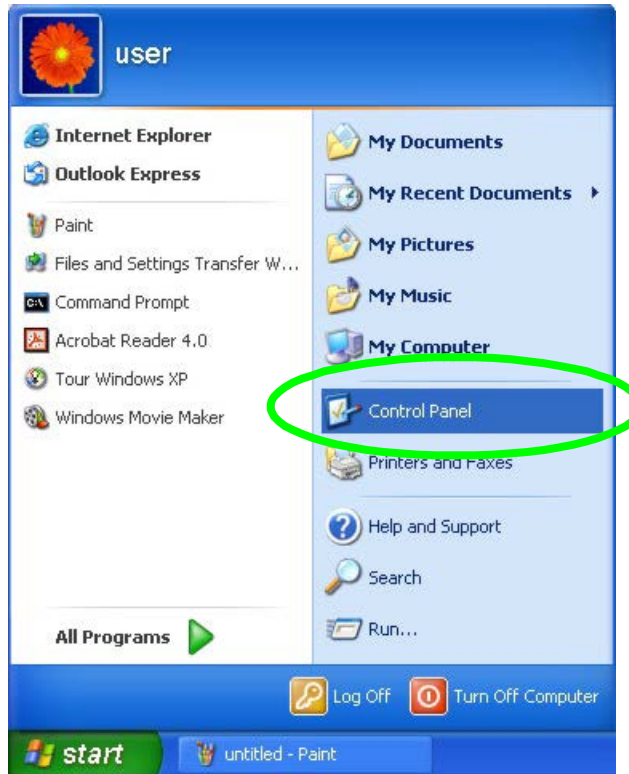 user
Internet Explorer
Outlook Express
Paint
Files and Settings Transfer W...
Command Prompt
Acrobat Reader 4.0
Tour Windows XP
Windows Movie Maker
All Programs
My Documents
My Recent Documents
My Pictures
My Music
My Computer
Control Panel
Printers and Faxes
Help and Support
Search
Run...
Log Off Turn Off Computer
start untitled - Paint